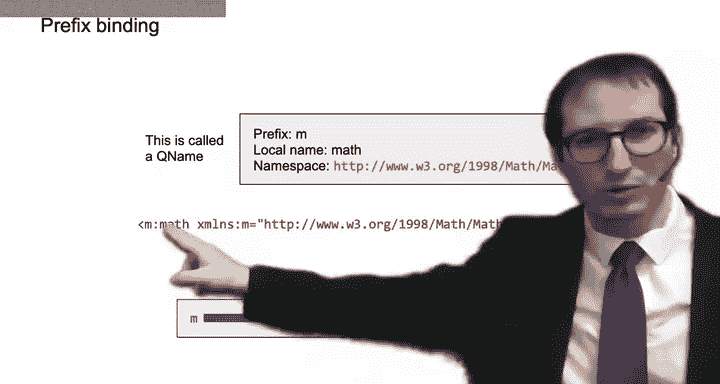 Prefix binding
This is called
a QName
Prefix: m
Local name: math
Namespace: http://www.w3.org/1998/Math/Ma
<m:math xmlns:m="http://www.w3.org/1998/Math/Math
m